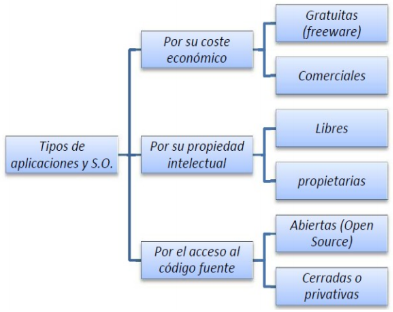 Tipos de
aplicaciones y S.O.
Por su coste
económico
Gratuitas
(freeware)
Comerciales
Por su propiedad
intelectual
Libres
propietarias
Por el acceso al
código fuente
Abiertas (Open
Source)
Cerradas o
privativas